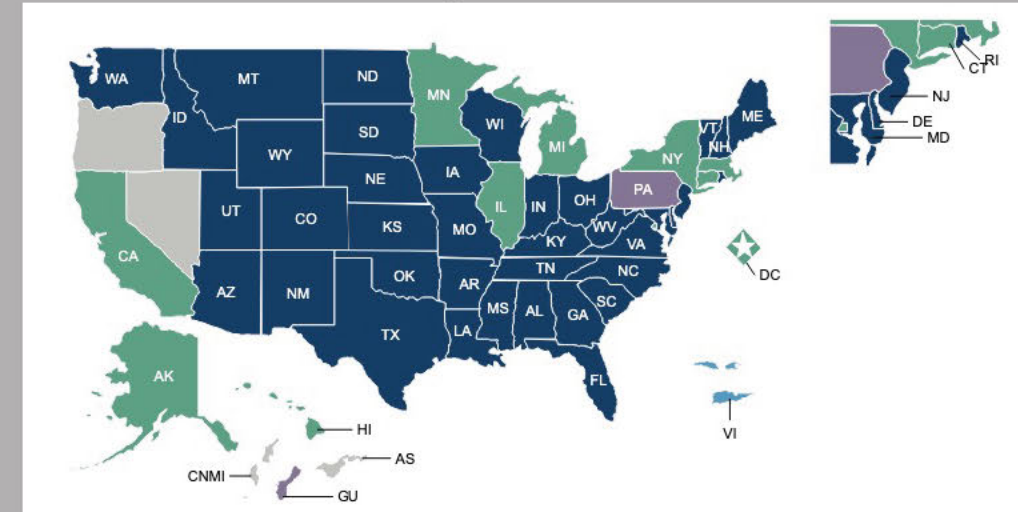 WA
MT
ND
MN
ID
SD
WI
WY
MI
VT
NH
ME
NY
NE
IA
PA
UT
CO
KS
MO
IL
IN
OH
WV
VA
KY
CA
AZ
NM
OK
AR
TN
NC
SC
MS
AL
GA
TX
LA
FL
AK
HI
CNMI
AS
GU
RI
CT
NJ
DE
MD
DC
VI